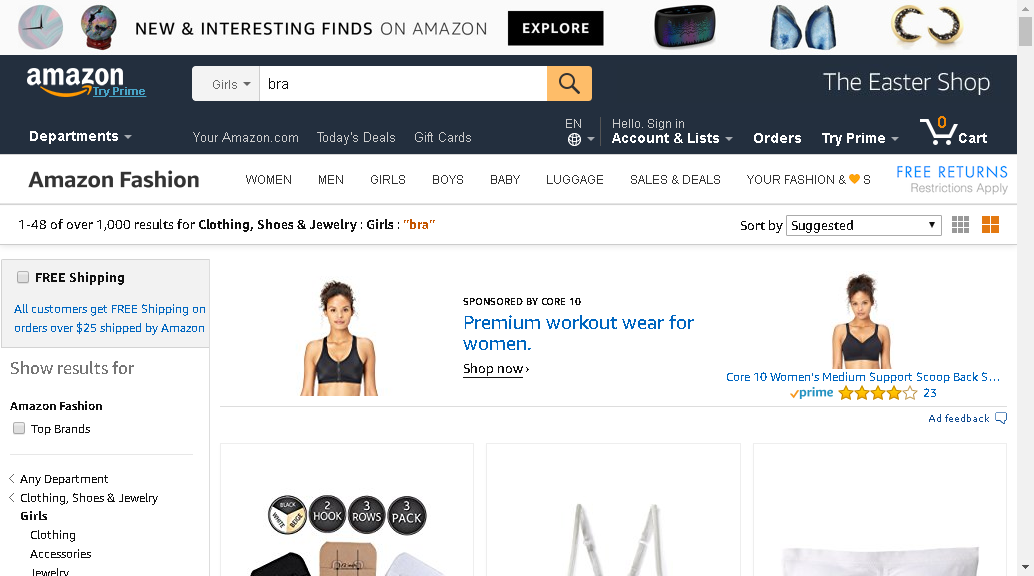 NEW & INTERESTING FINDS ON AMAZON EXPLORE
amazon
Try Prime
Girls
bra
The Easter Shop
Departments
Your Amazon.com Today's Deals Gift Cards
EN
Hello. Sign in
Account & Lists
Orders
Try Prime
0
Cart
Amazon Fashion
WOMEN MEN GIRLS BOYS BABY LUGGAGE SALES & DEALS YOUR FASHION & 🧡 S
FREE RETURNS
Restrictions Apply
1-48 of over 1,000 results for Clothing, Shoes & Jewelry : Girls : "bra"
Sort by Suggested
FREE Shipping
All customers get FREE Shipping on
orders over $25 shipped by Amazon
Show results for
Amazon Fashion
Top Brands
Any Department
Clothing, Shoes & Jewelry
Girls
Clothing
Accessories
Jewelry
SPONSORED BY CORE 10
Premium workout wear for
women.
Shop now ›
Core 10 Women's Medium Support Scoop Back S...
prime 23
Ad feedback
BLACK
WHITE
BEIGE
2
HOOK
3
ROWS
3
PACK